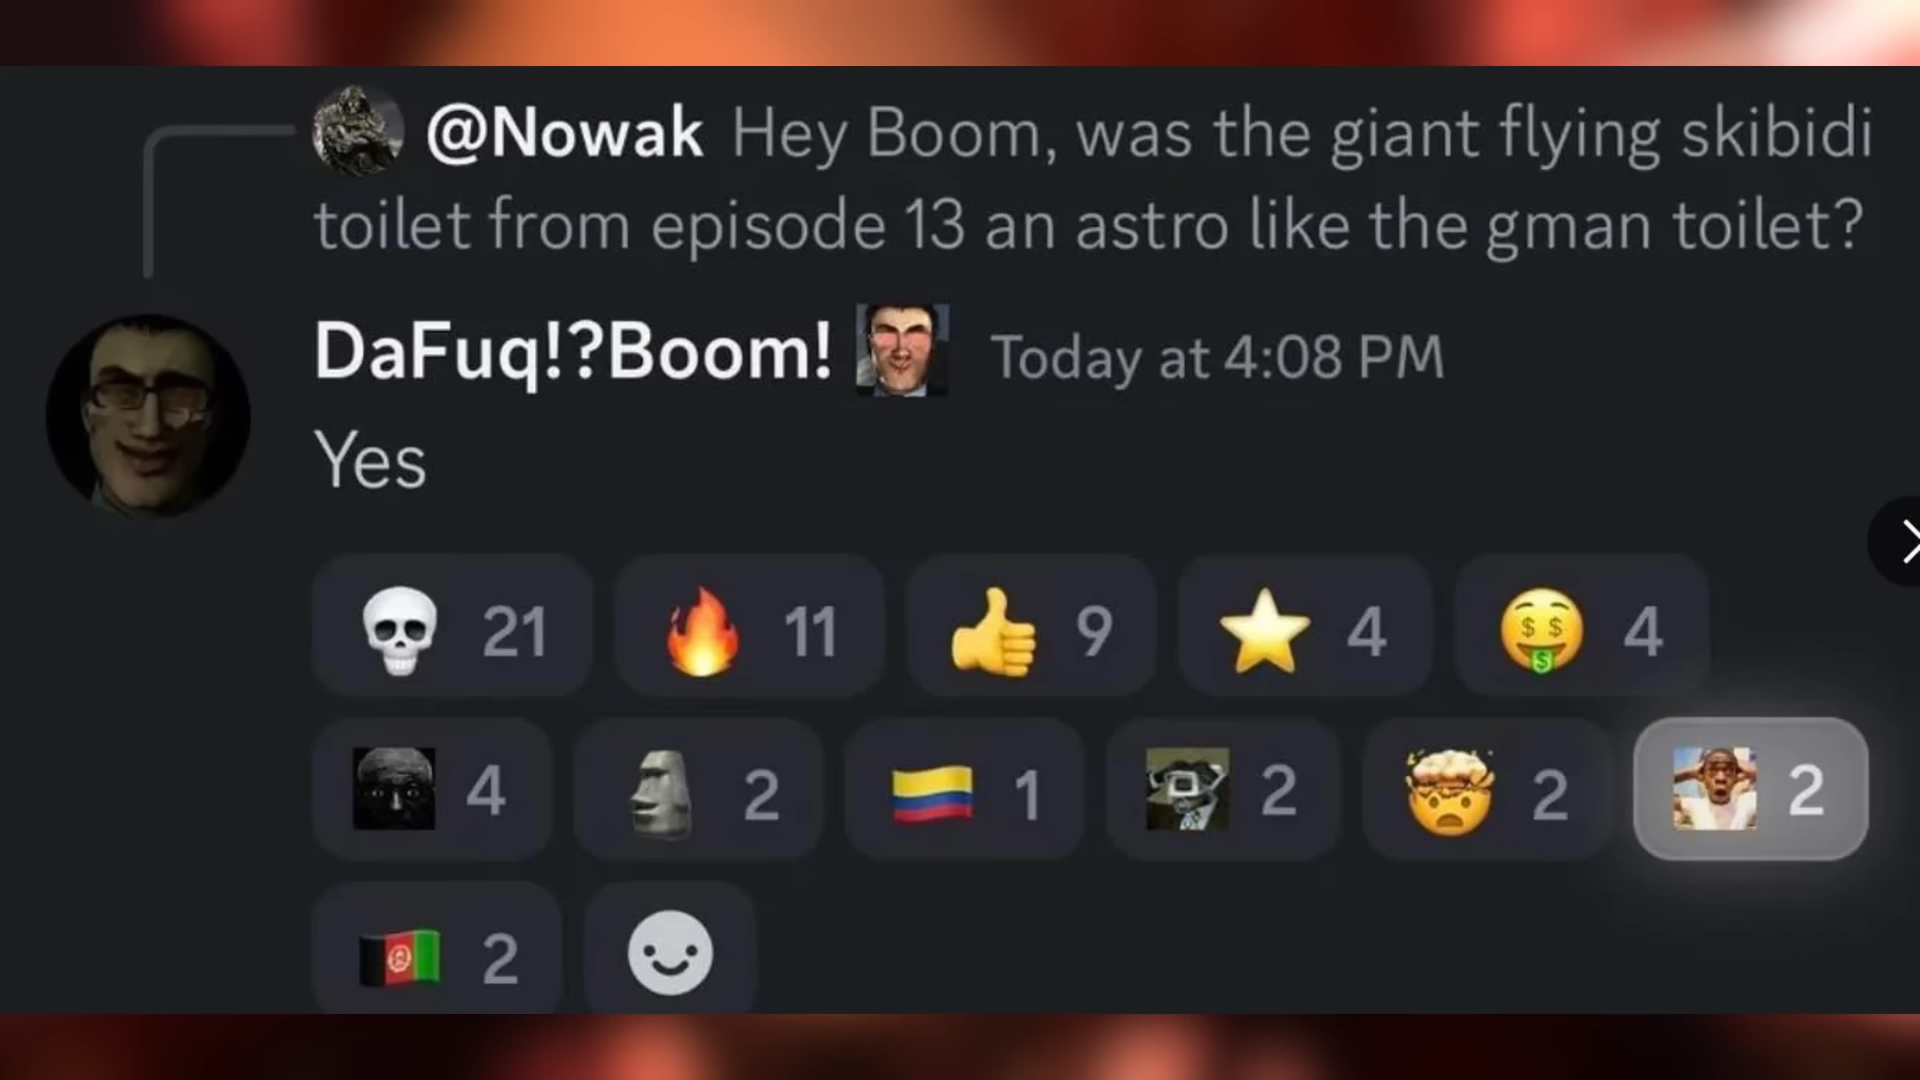 @Nowak Hey Boom, was the giant flying skibidi
toilet from episode 13 an astro like the gman toilet?
DaFuq!?Boom! Today at 4:08 PM
Yes
21 11 9 4 4
4 2 1 2 2 2
2